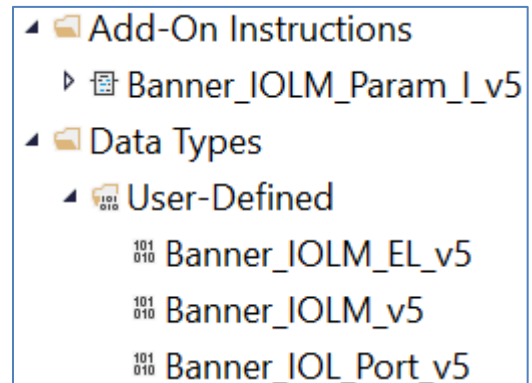 Add-On Instructions
Banner_IOLM_Param_I_v5
Data Types
User-Defined
Banner_IOLM_EL_v5
Banner_IOLM_v5
Banner_IOL_Port_v5